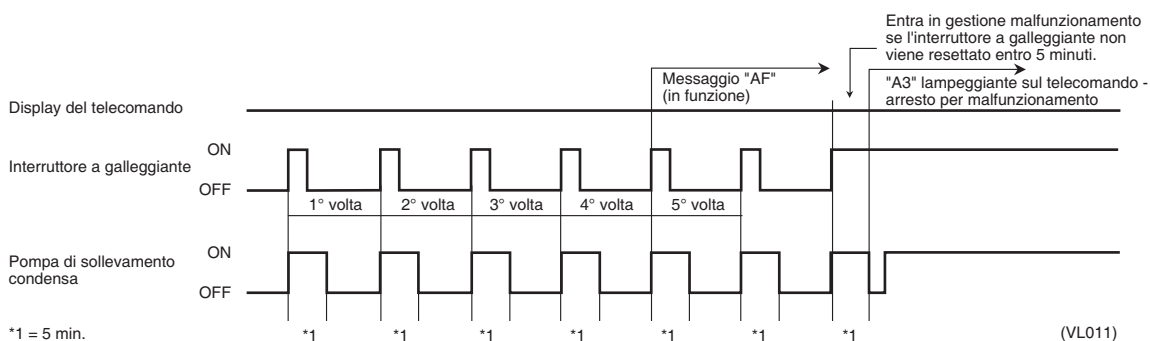 Entra in gestione malfunzionamento
se l'interruttore a galleggiante non
viene resettato entro 5 minuti.
Messaggio "AF"
(in funzione)
"A3" lampeggiante sul telecomando -
arresto per malfunzionamento
Display del telecomando
ON
Interruttore a galleggiante
OFF
1° volta 2° volta 3° volta 4° volta 5° volta
ON
Pompa di sollevamento
condensa
OFF
*1 = 5 min. *1 *1 *1 *1 *1 *1 *1 (VL011)